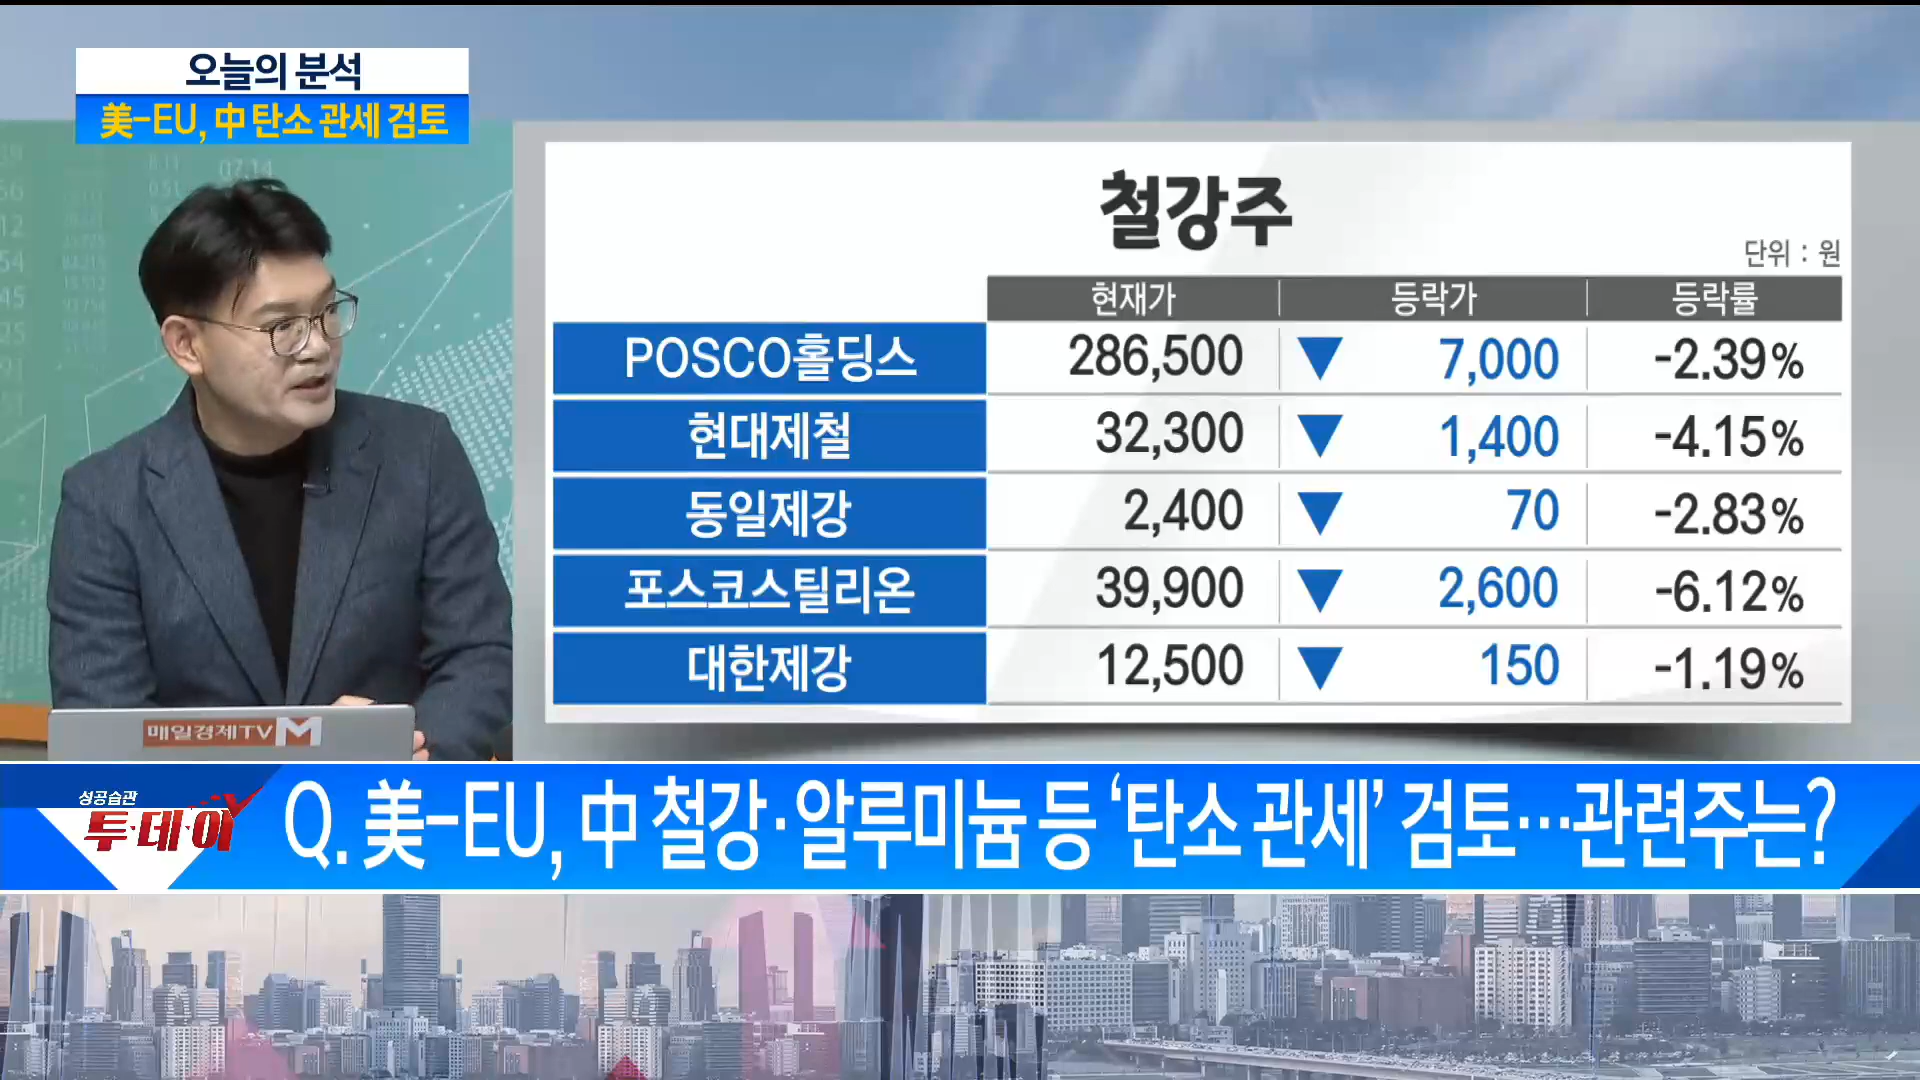 오늘의 분석
美-EU, 中 탄소 관세 검토
07.14
철강주
단위 : 원
현재가 등락가 등락률
POSCO홀딩스 286,500 ▼ 7,000 -2.39%
현대제철 32,300 ▼ 1,400 -4.15%
동일제강 2,400 ▼ 70 -2.83%
포스코스틸리온 39,900 ▼ 2,600 -6.12%
대한제강 12,500 ▼ 150 -1.19%
매일경제TV M
성공습관
투·데·이
Q. 美-EU, 中 철강·알루미늄 등 ‘탄소 관세’ 검토…관련주는?